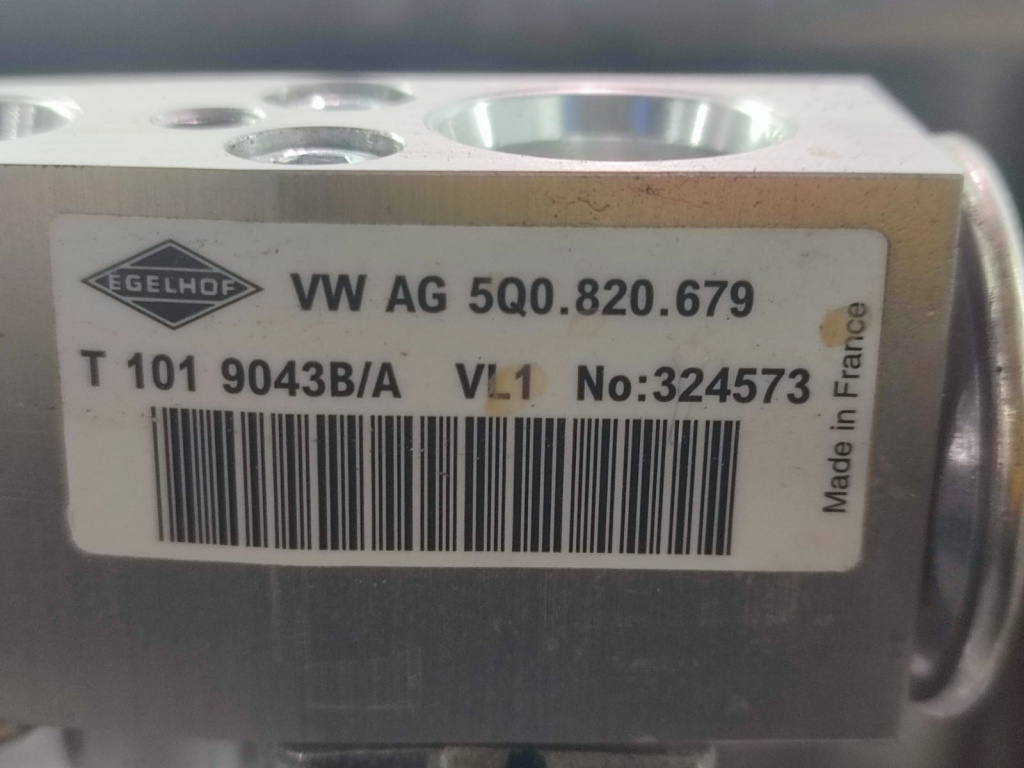 EGELHOF
VW AG 5Q0.820.679
T 101 9043B/A VL1 No:324573
Made in France